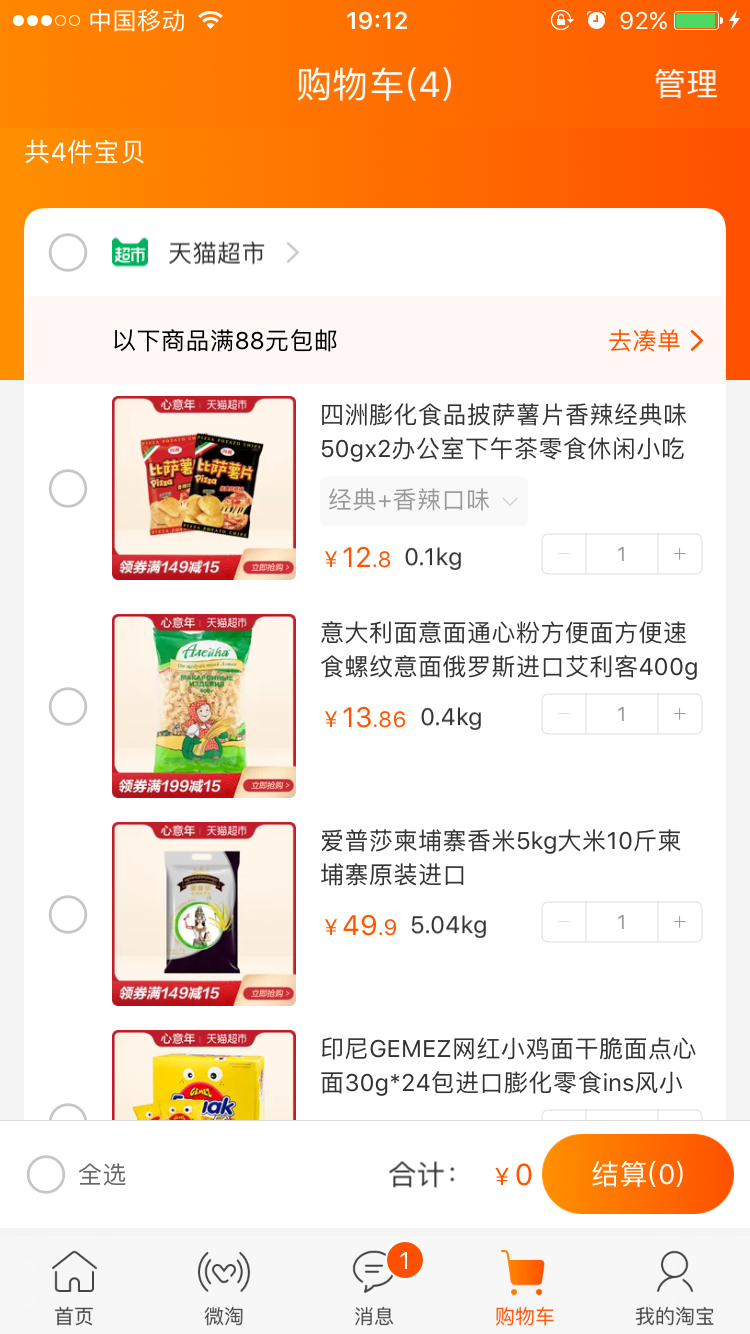 中国移动
19:12
92%
购物车(4)
管理
共4件宝贝
超市
天猫超市
以下商品满88元包邮
去凑单
心意年 | 天猫超市
比萨薯片
Pizza
PIZZA POTATO CHIPS
领券满149减15
立即抢购 >
四洲膨化食品披萨薯片香辣经典味
50gx2办公室下午茶零食休闲小吃
经典+香辣口味
¥12.8 0.1kg
1
心意年 | 天猫超市
Алейка
МАКАРОННЫЕ
ИЗДЕЛИЯ
领券满199减15
立即抢购 >
意大利面意面通心粉方便面方便速
食螺纹意面俄罗斯进口艾利客400g
¥13.86 0.4kg
1
心意年 | 天猫超市
领券满149减15
立即抢购 >
爱普莎柬埔寨香米5kg大米10斤柬
埔寨原装进口
¥49.9 5.04kg
1
心意年 | 天猫超市
GEMEZ
印尼GEMEZ网红小鸡面干脆面点心
面30g*24包进口膨化零食ins风小
全选
合计：
¥0
结算(0)
1
首页
微淘
消息
购物车
我的淘宝